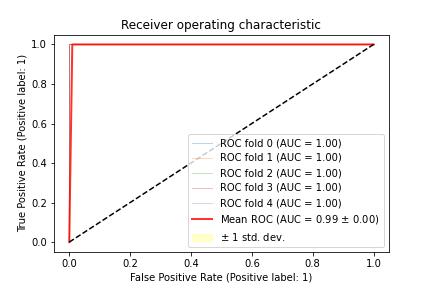 Receiver operating characteristic
True Positive Rate (Positive label: 1)
1.0
0.8
0.6
0.4
0.2
0.0
ROC fold 0 (AUC = 1.00)
ROC fold 1 (AUC = 1.00)
ROC fold 2 (AUC = 1.00)
ROC fold 3 (AUC = 1.00)
ROC fold 4 (AUC = 1.00)
Mean ROC (AUC = 0.99 ± 0.00)
± 1 std. dev.
0.0 0.2 0.4 0.6 0.8 1.0
False Positive Rate (Positive label: 1)